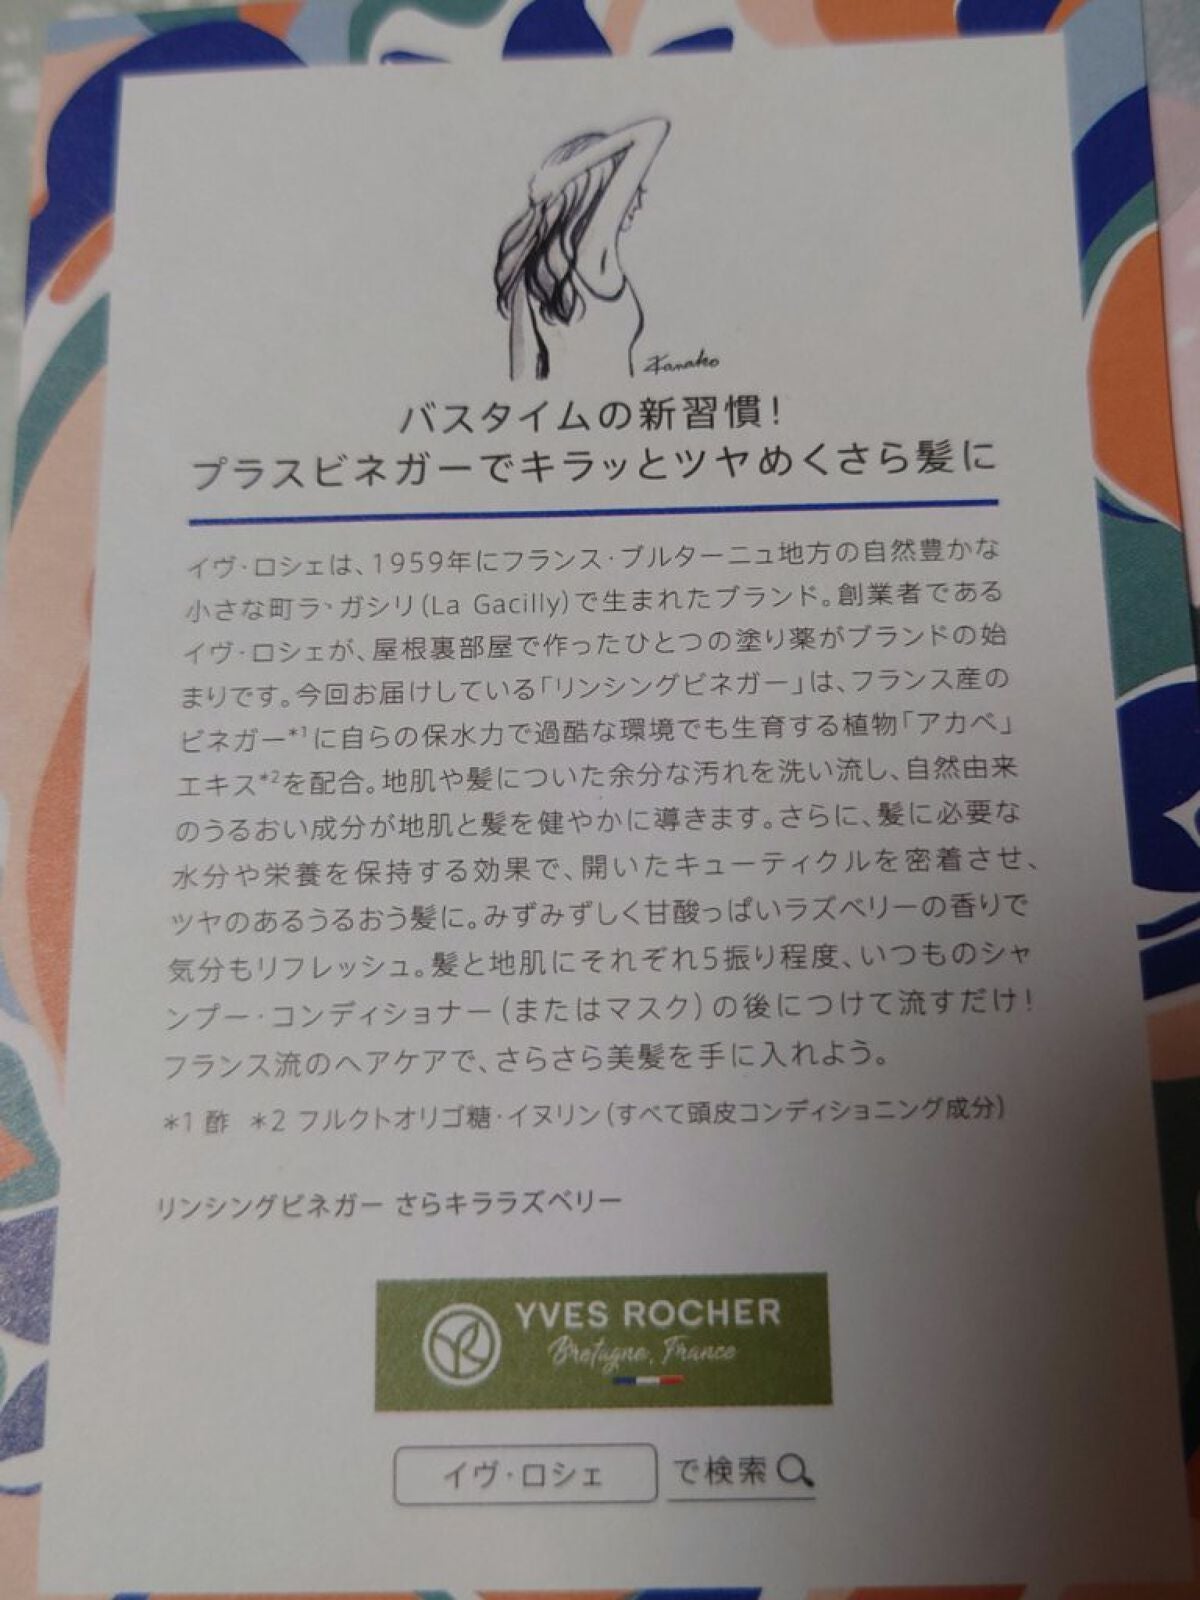 Kanako
バスタイムの新習慣!
プラスビネガーでキラッとツヤめくさら髪に
イヴ・ロシェは、1959年にフランス・ブルターニュ地方の自然豊かな
小さな町ラ・ガシリ(La Gacilly)で生まれたブランド。創業者である
イヴ・ロシェが、屋根裏部屋で作ったひとつの塗り薬がブランドの始
まりです。今回お届けしている「リンシングビネガー」は、フランス産の
ビネガー*1に自らの保水力で過酷な環境でも生育する植物「アカベ」
エキス*2を配合。地肌や髪についた余分な汚れを洗い流し、自然由来
のうるおい成分が地肌と髪を健やかに導きます。さらに、髪に必要な
水分や栄養を保持する効果で、開いたキューティクルを密着させ、
ツヤのあるうるおう髪に。みずみずしく甘酸っぱいラズベリーの香りで
気分もリフレッシュ。髪と地肌にそれぞれ5振り程度、いつものシャ
ンプー・コンディショナー(またはマスク)の後につけて流すだけ!
フランス流のヘアケアで、さらさら美髪を手に入れよう。
*1 酢 *2 フルクトオリゴ糖・イヌリン(すべて頭皮コンディショニング成分)
リンシングビネガー さらキララズベリー
YVES ROCHER
Bretagne, France
イヴ・ロシェ で検索